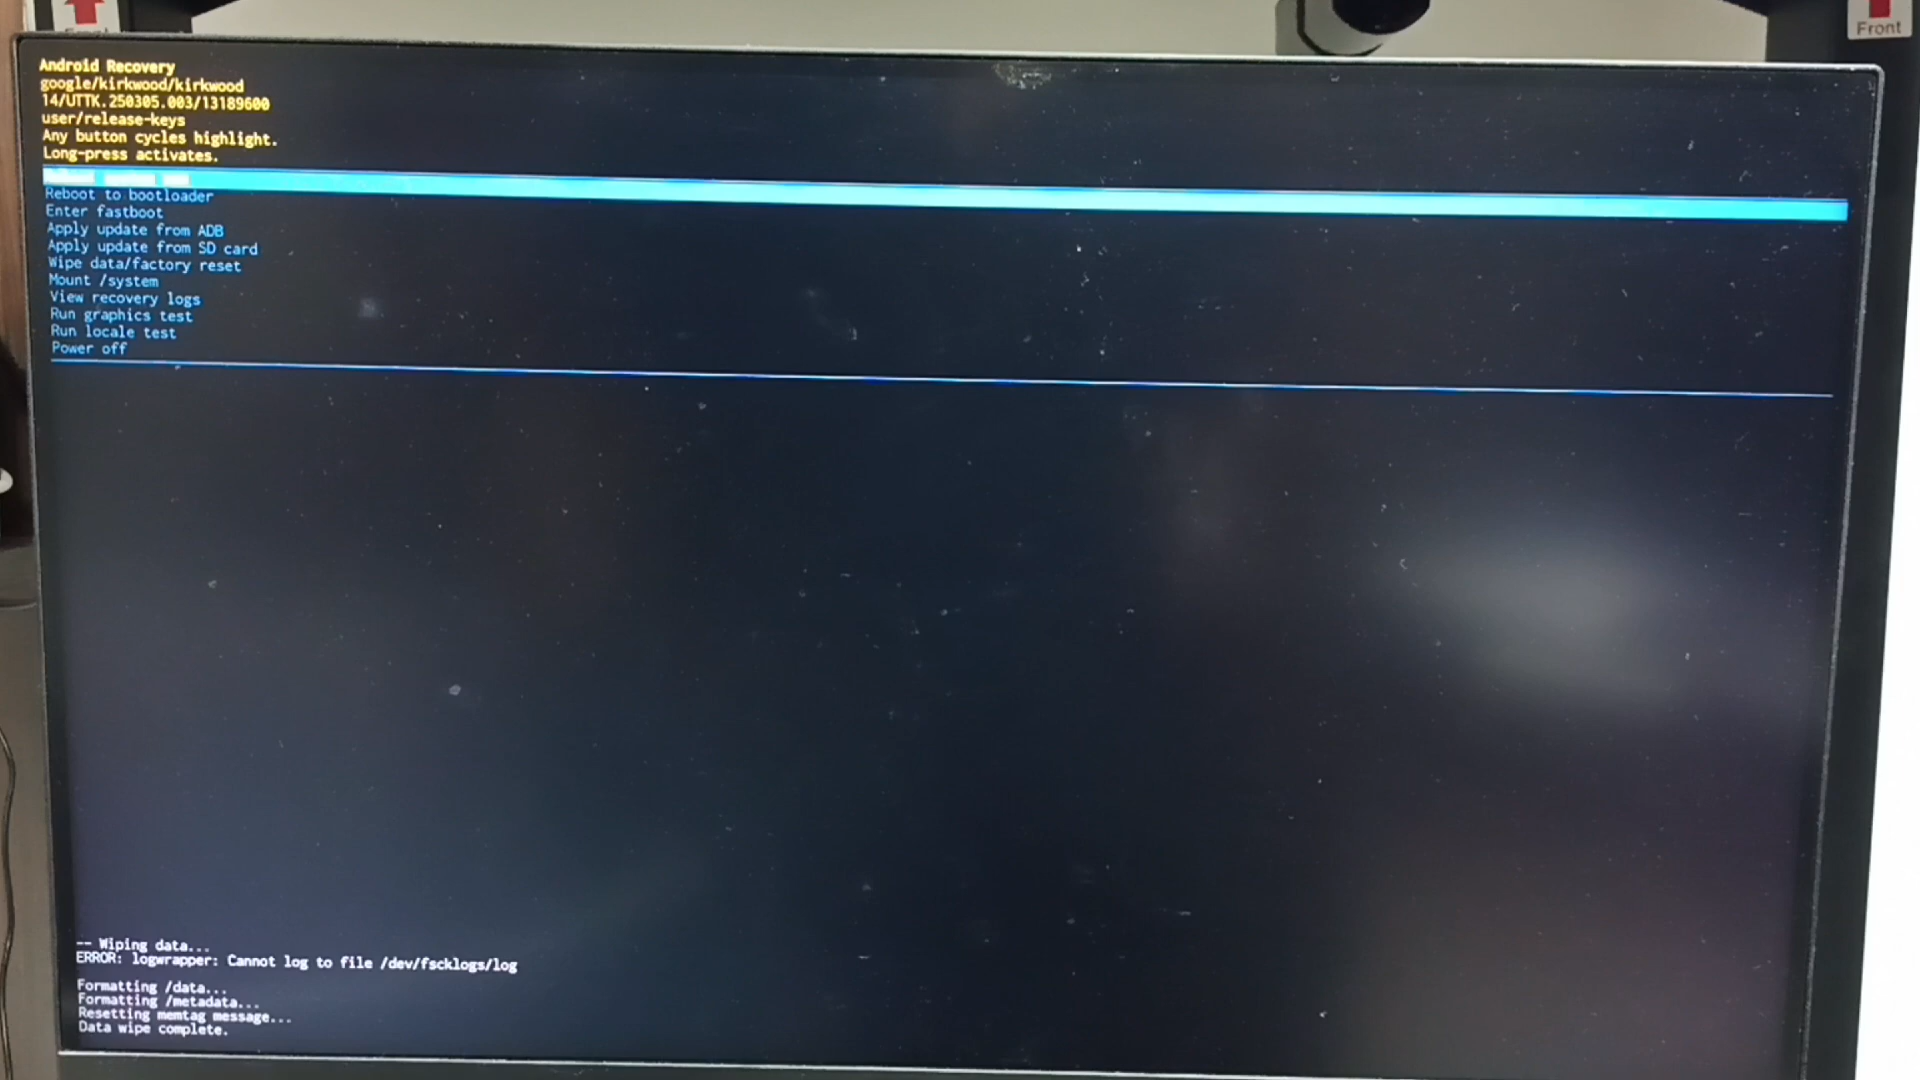 Front
Android Recovery
google/kirkwood/kirkwood
14/UTTK.250305.003/13189600
user/release-keys
Any button cycles highlight.
Long-press activates.
Reboot to bootloader
Enter fastboot
Apply update from ADB
Apply update from SD card
Wipe data/factory reset
Mount /system
View recovery logs
Run graphics test
Run locale test
Power off
-- Wiping data...
ERROR: logwrapper: Cannot log to file /dev/fscklogs/log
Formatting /data...
Formatting /metadata...
Resetting memtag message...
Data wipe complete.